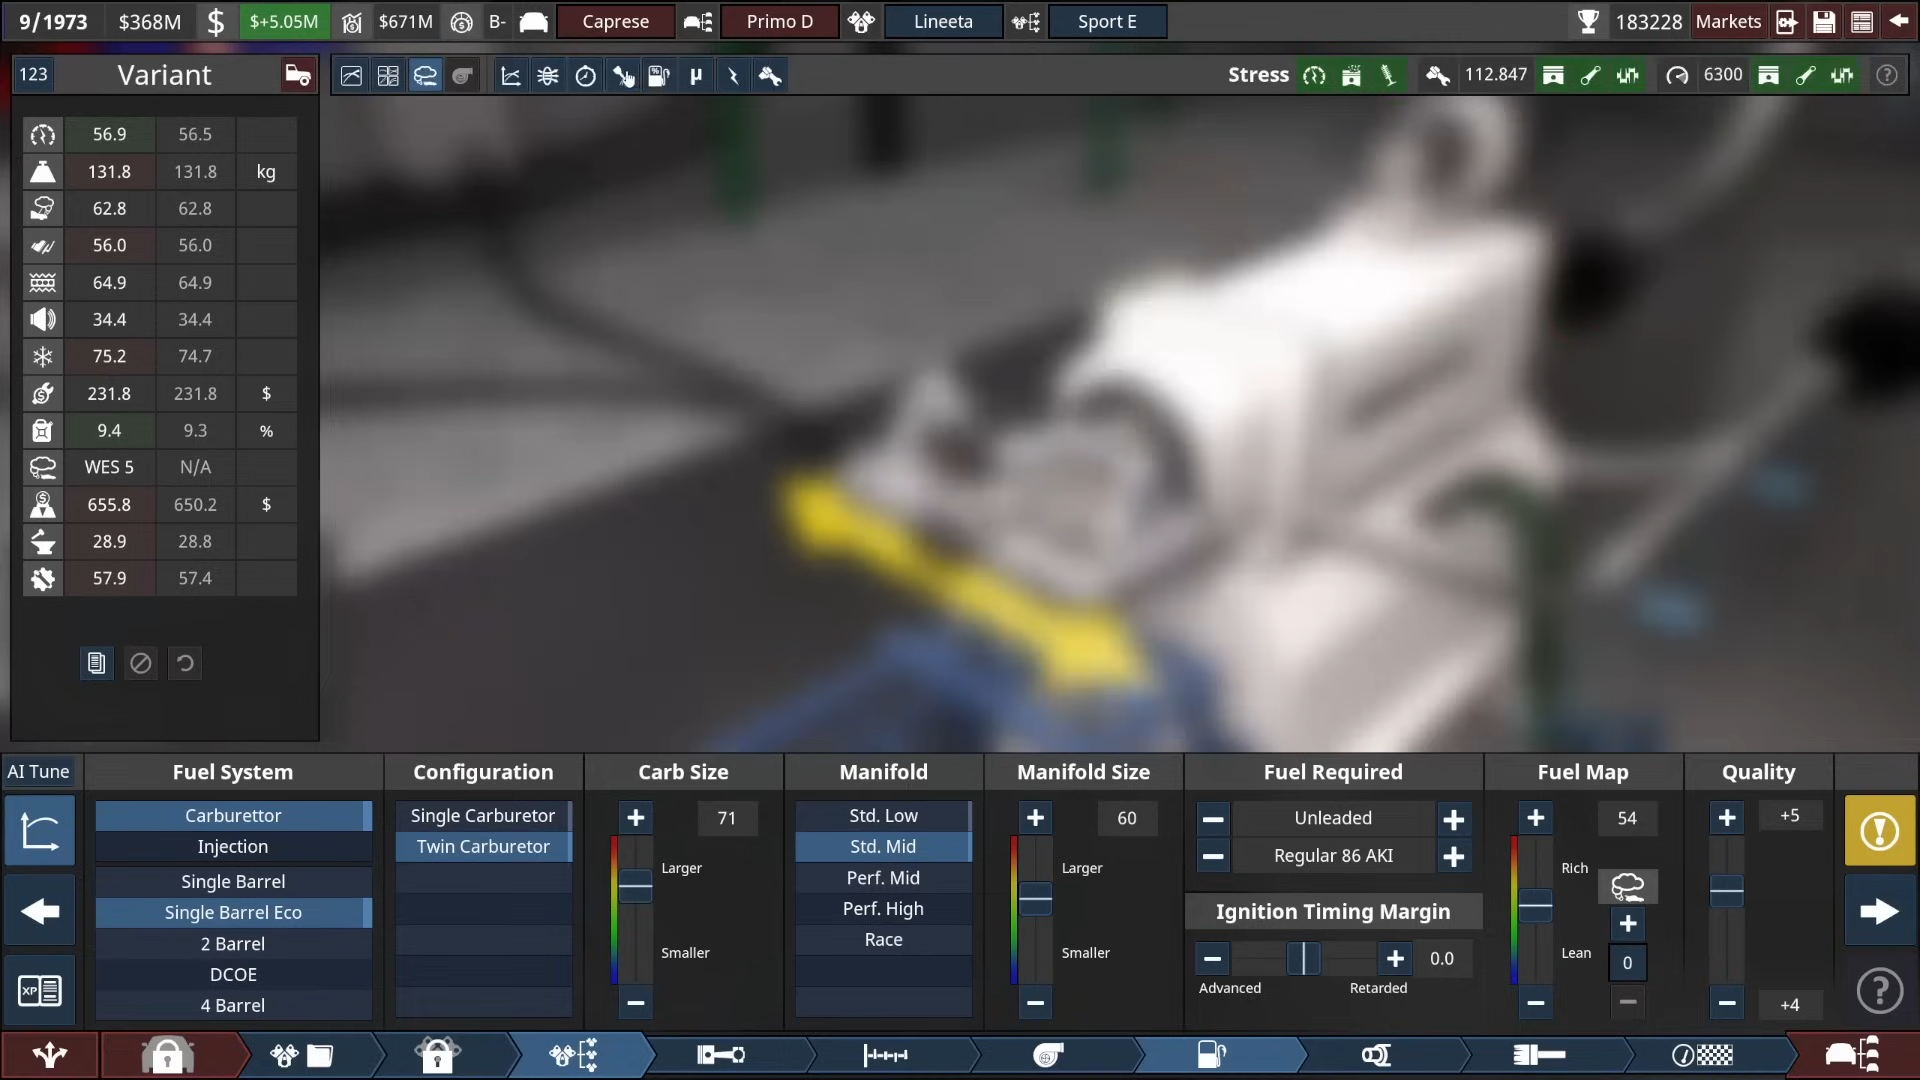 9/1973 $368M $ $+5.05M $671M B- Caprese Primo D Lineeta Sport E 183228 Markets
123 Variant Stress 112.847 6300 ?
56.9 56.5
131.8 131.8 kg
62.8 62.8
56.0 56.0
64.9 64.9
34.4 34.4
75.2 74.7
231.8 231.8 $
9.4 9.3 %
WES 5 N/A
655.8 650.2 $
28.9 28.8
57.9 57.4
AI Tune Fuel System Configuration Carb Size Manifold Manifold Size Fuel Required Fuel Map Quality
Carburettor
Injection
Single Barrel
Single Barrel Eco
2 Barrel
DCOE
4 Barrel
XP
Single Carburetor
Twin Carburetor
71
Larger
Smaller
Std. Low
Std. Mid
Perf. Mid
Perf. High
Race
60
Larger
Smaller
Unleaded
Regular 86 AKI
Ignition Timing Margin
0.0
Advanced Retarded
54
Rich
Lean
0
+5
+4
?